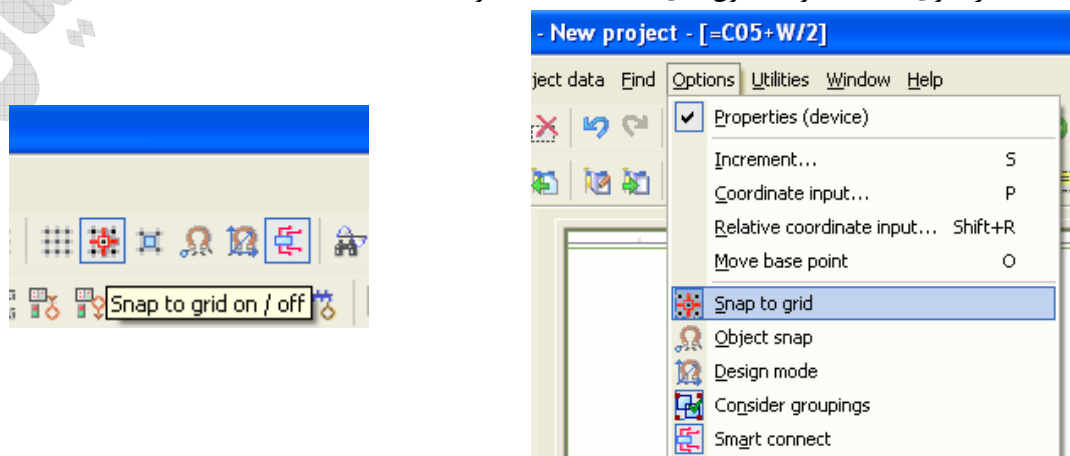 - New project - [=C05+W/2]
ject data Find Options Utilities Window Help
Properties (device)
Increment... S
Coordinate input... P
Relative coordinate input... Shift+R
Move base point O
Snap to grid
Object snap
Design mode
Consider groupings
Smart connect
Snap to grid on / off